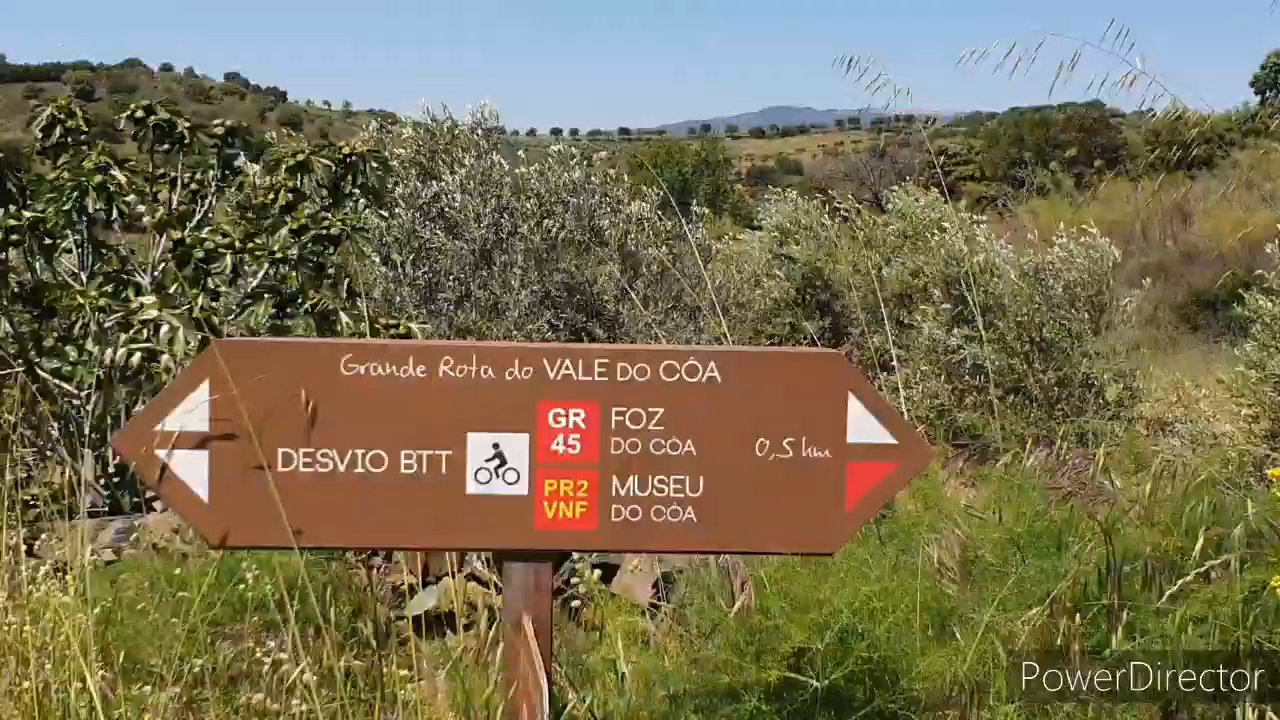 Grande Rota do VALE DO CÔA
DESVIO BTT
GR
45
FOZ
DO CÔA
0,5 km
PR2
VNF
MUSEU
DO CÔA
PowerDirector